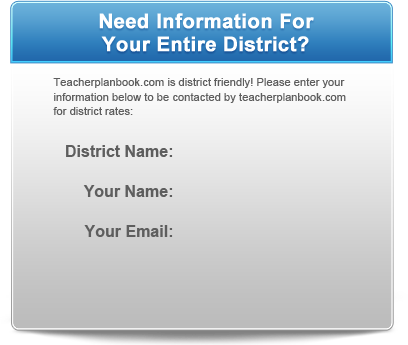 Need Information For
Your Entire District?
Teacherplanbook.com is district friendly! Please enter your
information below to be contacted by teacherplanbook.com
for district rates:
District Name:
Your Name:
Your Email: